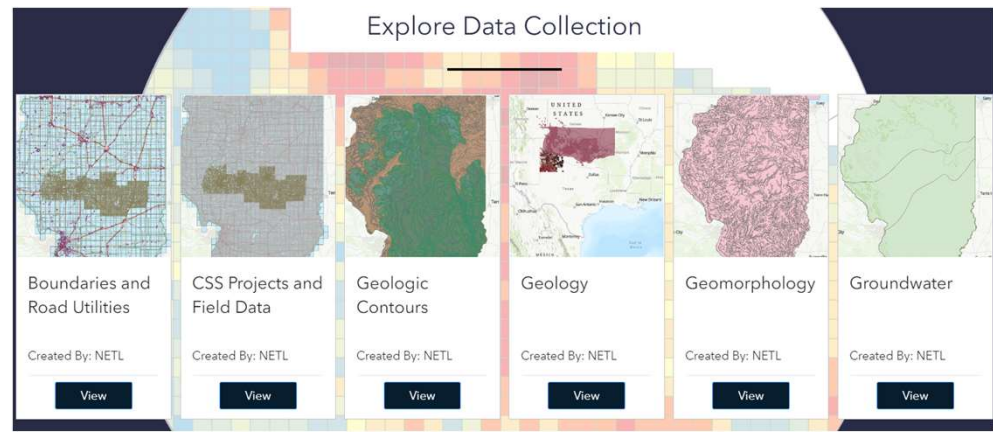 Explore Data Collection
UNITED
STATES
Boundaries and
Road Utilities
Created By: NETL
View
CSS Projects and
Field Data
Created By: NETL
View
Geologic
Contours
Created By: NETL
View
Geology
Created By: NETL
View
Geomorphology
Created By: NETL
View
Groundwater
Created By: NETL
View